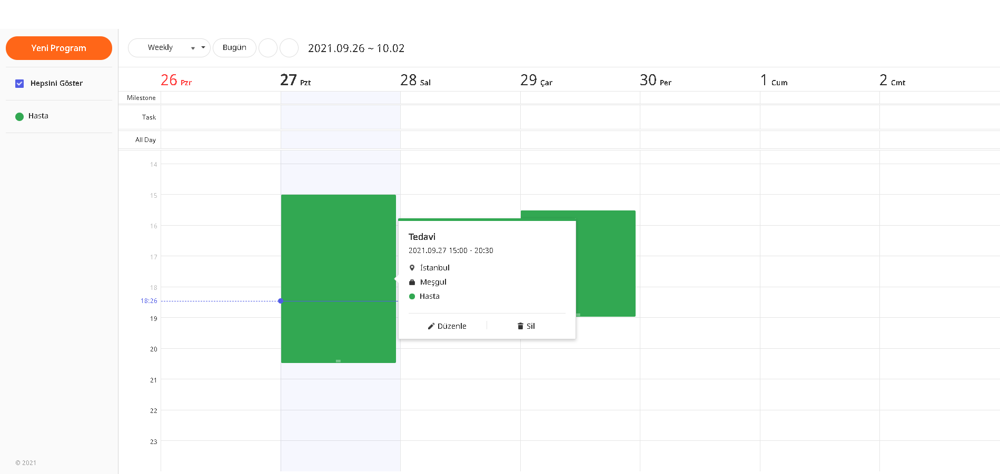 Yeni Program
Hepsini Göster
Hasta
© 2021
Weekly
Bugün
2021.09.26 ~ 10.02
26 Pzr
27 Pzt
28 Sal
29 Çar
30 Per
1 Cum
2 Cmt
Milestone
Task
All Day
14
15
16
17
18
18:26
19
20
21
22
23
Tedavi
2021.09.27 15:00 - 20:30
İstanbul
Meşgul
Hasta
Düzenle
Sil